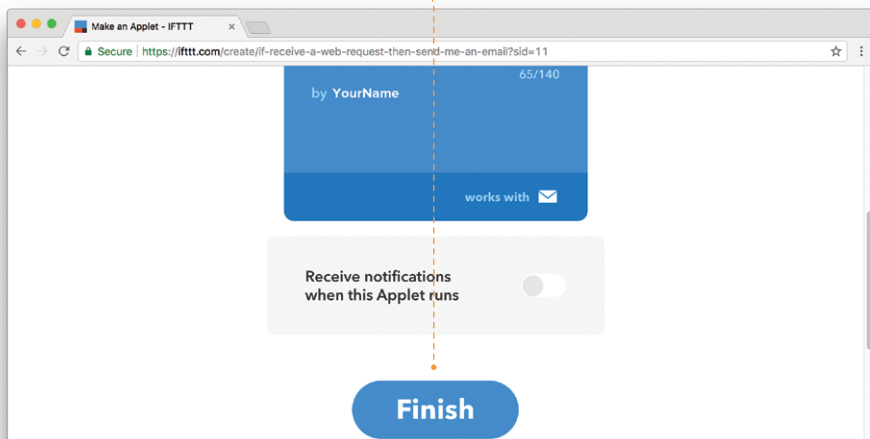 Make an Applet - IFTTT
Secure https://ifttt.com/create/if-receive-a-web-request-then-send-me-an-email?sid=11
65/140
by YourName
works with
Receive notifications
when this Applet runs
Finish